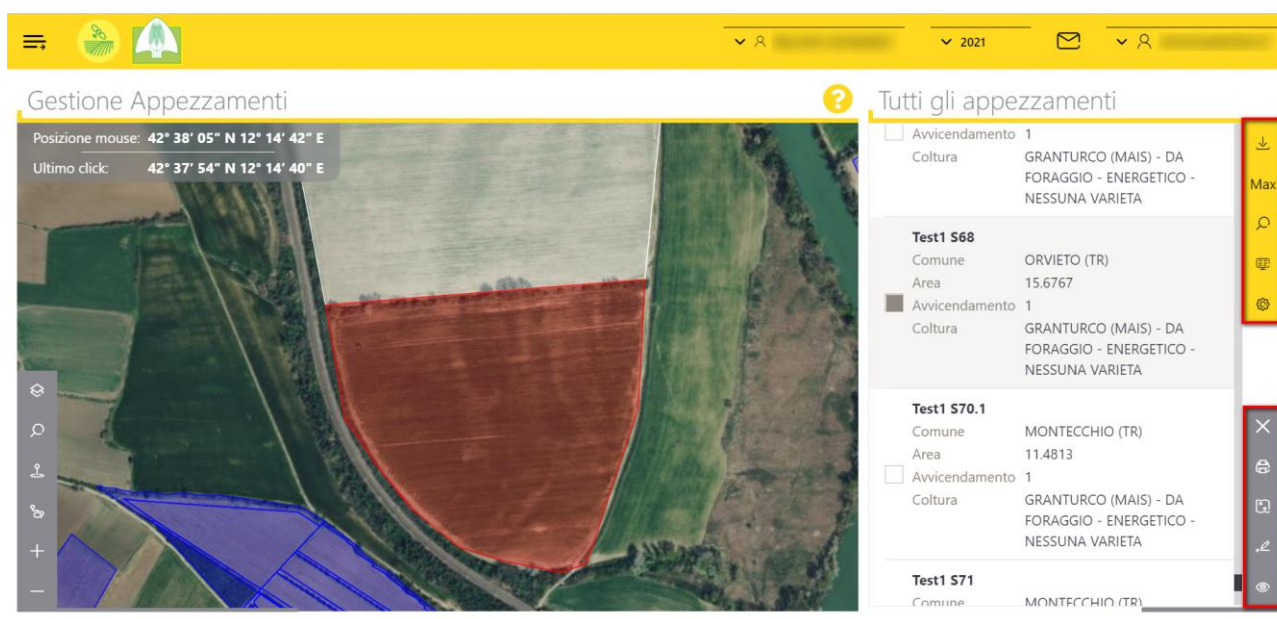 2021
Gestione Appezzamenti
?
Tutti gli appezzamenti
Posizione mouse: 42° 38' 05" N 12° 14' 42" E
Ultimo click: 42° 37' 54" N 12° 14' 40" E
Avvicendamento 1
Coltura GRANTURCO (MAIS) - DA
FORAGGIO - ENERGETICO -
NESSUNA VARIETA
Test1 S68
Comune ORVIETO (TR)
Area 15.6767
Avvicendamento 1
Coltura GRANTURCO (MAIS) - DA
FORAGGIO - ENERGETICO -
NESSUNA VARIETA
Test1 S70.1
Comune MONTECCHIO (TR)
Area 11.4813
Avvicendamento 1
Coltura GRANTURCO (MAIS) - DA
FORAGGIO - ENERGETICO -
NESSUNA VARIETA
Test1 S71
Comune MONTECCHIO (TR)
Max